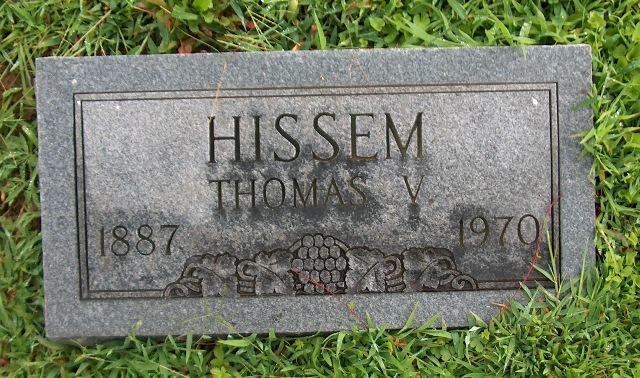 HISSEM
THOMAS V.
1887 1970